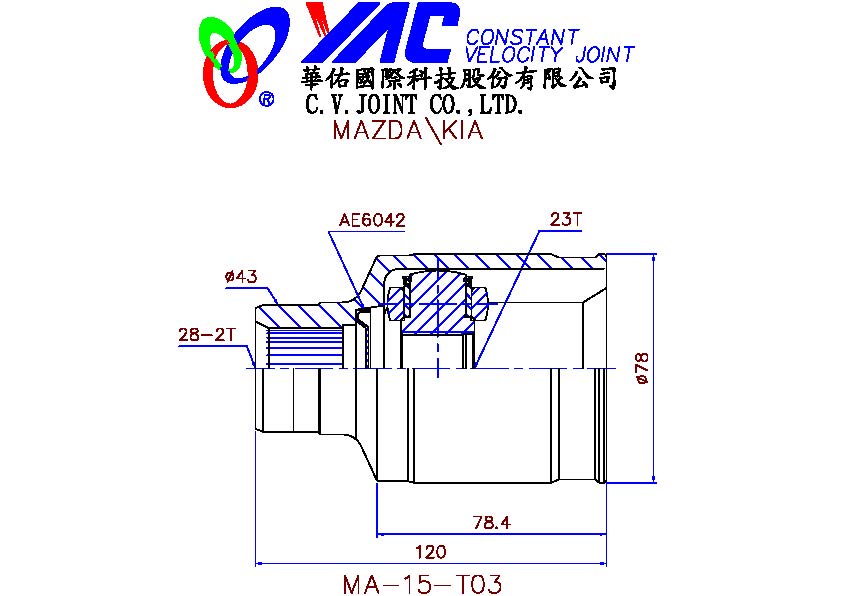 YAC CONSTANT
VELOCITY JOINT
®
華佑國際科技股份有限公司
C.V.JOINT CO.,LTD.
MAZDA\KIA
AE6042
23T
ø43
28-2T
ø78
78.4
120
MA-15-T03